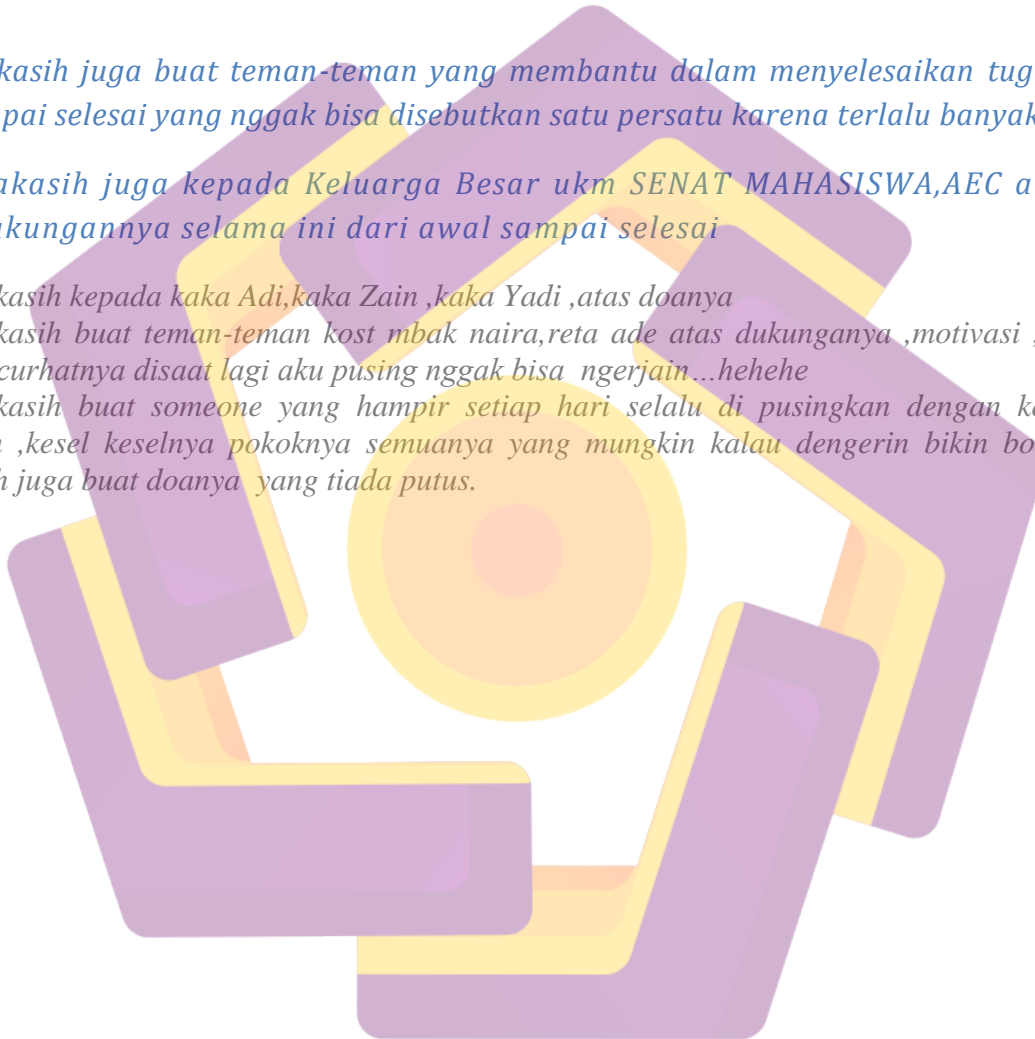 kasih juga buat teman-teman yang membantu dalam menyelesaikan tug
pai selesai yang nggak bisa disebutkan satu persatu karena terlalu banyak
akasih juga kepada Keluarga Besar ukm SENAT MAHASISWA,AEC a
ukungannya selama ini dari awal sampai selesai
kasih kepada kaka Adi,kaka Zain ,kaka Yadi ,atas doanya
kasih buat teman-teman kost mbak naira,reta ade atas dukunganya ,motivasi ,
curhatnya disaat lagi aku pusing nggak bisa ngerjain...hehehe
kasih buat someone yang hampir setiap hari selalu di pusingkan dengan ke
,kesel keselnya pokoknya semuanya yang mungkin kalau dengerin bikin bo
h juga buat doanya yang tiada putus.